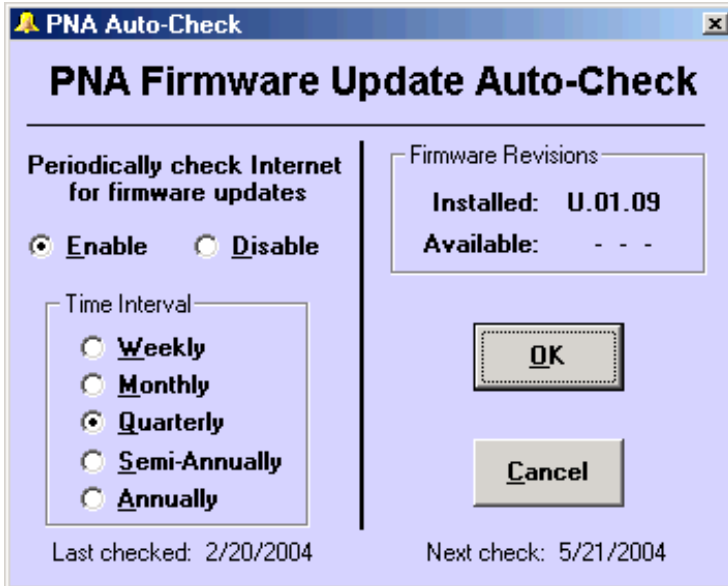 PNA Auto-Check
PNA Firmware Update Auto-Check
Periodically check Internet
for firmware updates
Enable
Disable
Time Interval
Weekly
Monthly
Quarterly
Semi-Annually
Annually
Last checked: 2/20/2004
Firmware Revisions
Installed: U.01.09
Available: - - -
OK
Cancel
Next check: 5/21/2004